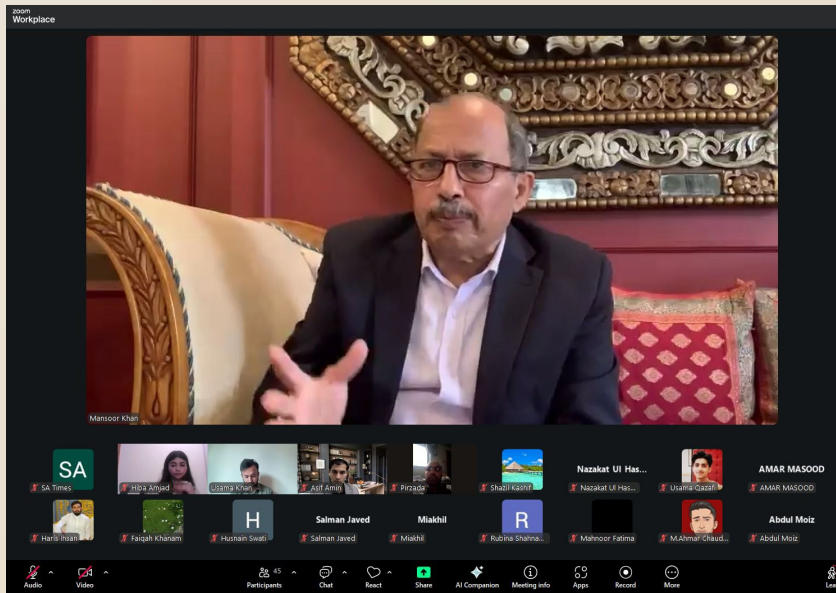 zoom
Workplace
Mansoor Khan
SA
SA Times
Hiba Amjad
Usama Khan
Asif Amin
Pirzada
Shazil Kashif
Nazakat Ul Has...
Nazakat Ul Has...
Usama Qazafi
AMAR MASOOD
AMAR MASOOD
Haris Ihsan
Faiqah Khanam
H
Husnain Swati
Salman Javed
Salman Javed
Miakhil
Miakhil
R
Rubina Shahna...
Mahnoor Fatima
M.Ahmar Chaud...
Abdul Moiz
Abdul Moiz
Audio
Video
45
Participants
Chat
React
Share
AI Companion
Meeting info
Apps
Record
More
Lea